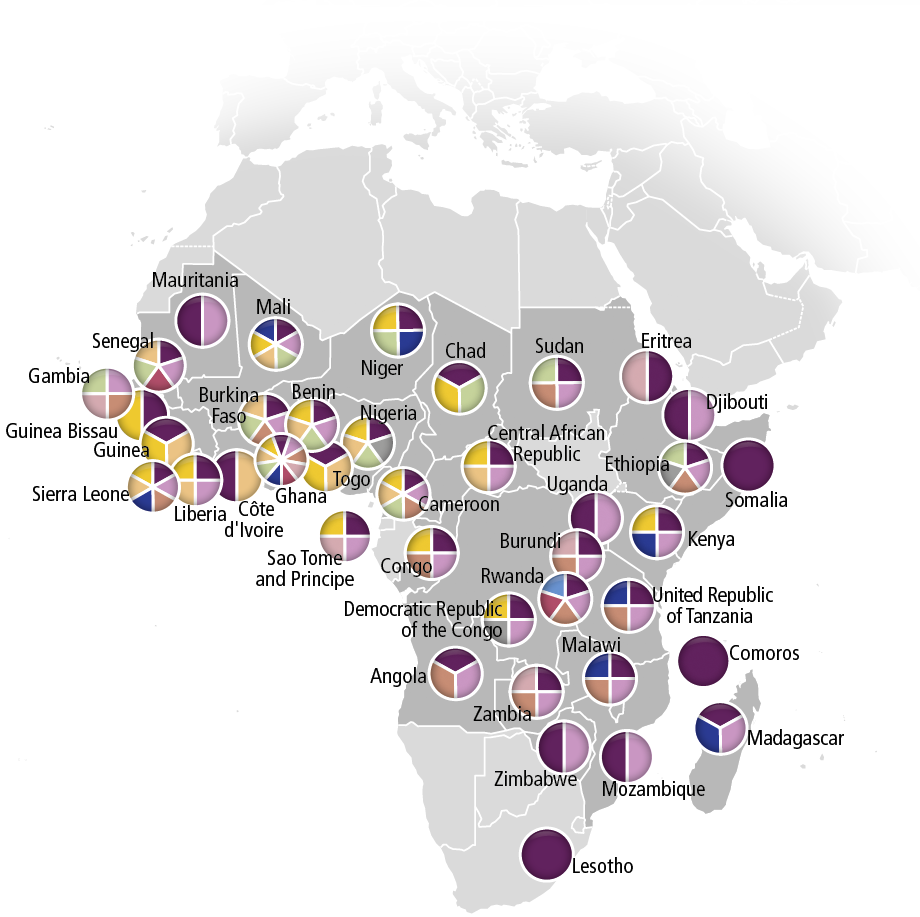 Mauritania
Mali
Senegal
Gambia
Niger
Chad
Sudan
Eritrea
Djibouti
Burkina
Faso
Benin
Nigeria
Guinea Bissau
Guinea
Central African
Republic
Ethiopia
Somalia
Sierra Leone
Liberia
Côte
d'Ivoire
Ghana
Togo
Cameroon
Uganda
Kenya
Sao Tome
and Principe
Congo
Burundi
Rwanda
Democratic Republic
of the Congo
United Republic
of Tanzania
Malawi
Comoros
Angola
Zambia
Madagascar
Zimbabwe
Mozambique
Lesotho